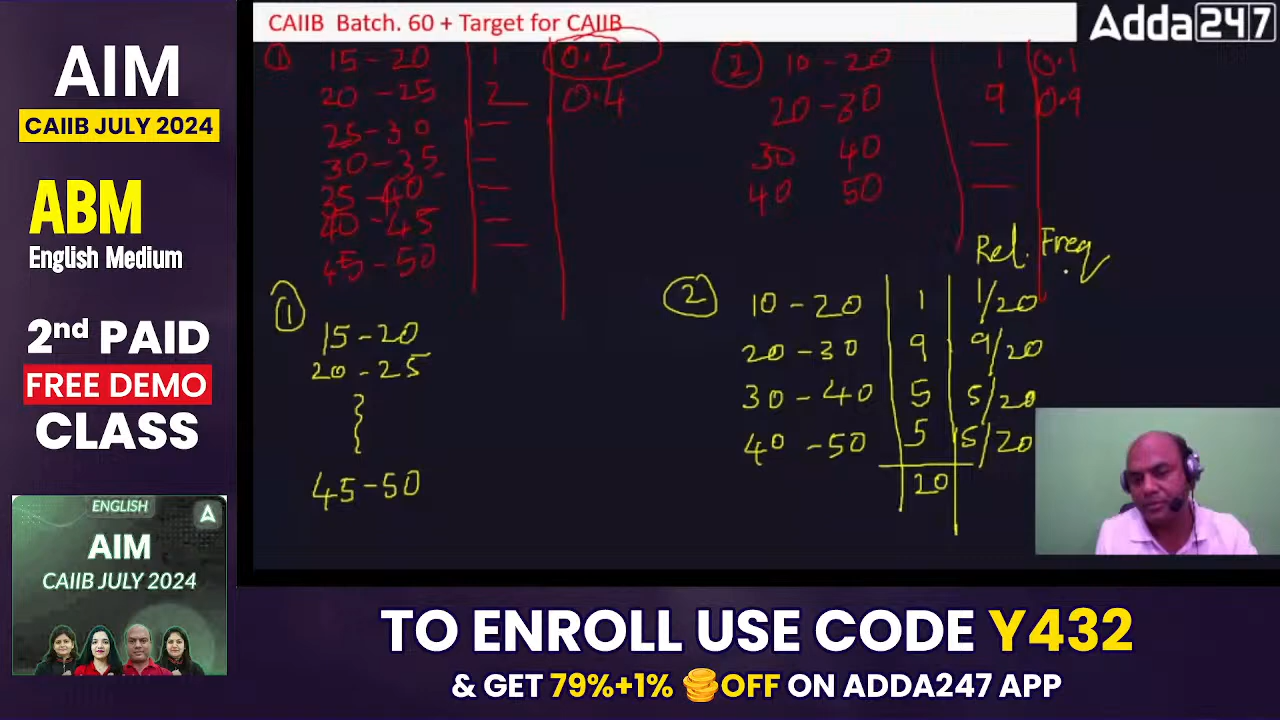 CAIIB Batch. 60 + Target for CAIIB
Adda247
AIM
CAIIB JULY 2024
ABM
English Medium
2nd PAID
FREE DEMO
CLASS
ENGLISH
AIM
CAIIB JULY 2024
① 15-20 1 0.2
20-25 2 0.4
25-30 —
30-35 —
35-40 —
40-45 —
45-50 —
② 10-20 1 0.1
20-30 9 0.9
30 40 —
40 50 —
①
15-20
20-25
45-50
Rel. Freq
② 10-20 1 1/20
20-30 9 9/20
30-40 5 5/20
40-50 5 5/20
20
TO ENROLL USE CODE Y432
& GET 79%+1% OFF ON ADDA247 APP